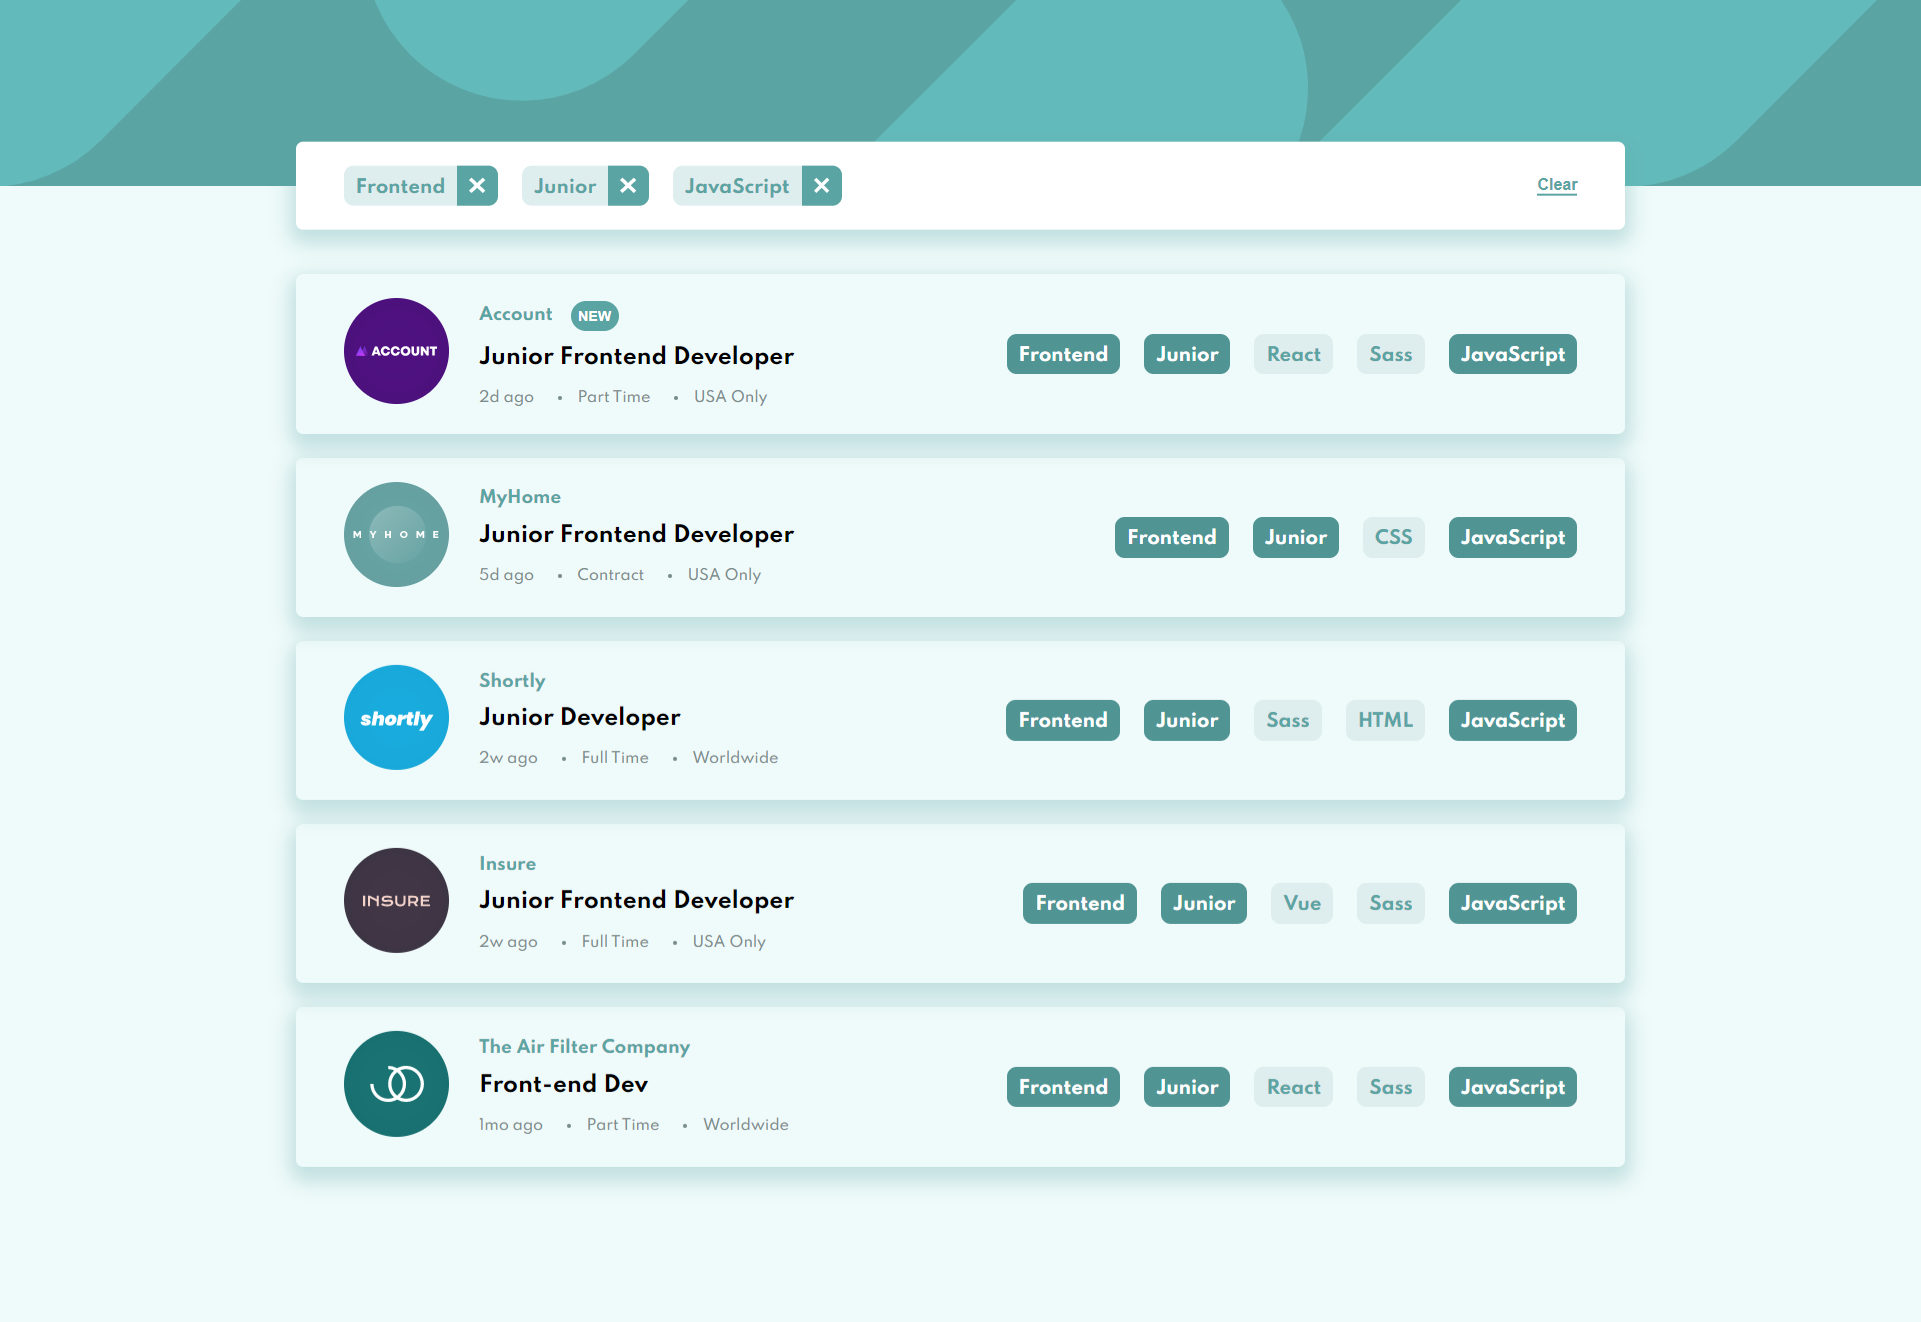 Frontend ✕ Junior ✕ JavaScript ✕ Clear
ACCOUNT
Account NEW
Junior Frontend Developer
2d ago • Part Time • USA Only
Frontend Junior React Sass JavaScript
MYHOME
MyHome
Junior Frontend Developer
5d ago • Contract • USA Only
Frontend Junior CSS JavaScript
shortly
Shortly
Junior Developer
2w ago • Full Time • Worldwide
Frontend Junior Sass HTML JavaScript
INSURE
Insure
Junior Frontend Developer
2w ago • Full Time • USA Only
Frontend Junior Vue Sass JavaScript
The Air Filter Company
Front-end Dev
1mo ago • Part Time • Worldwide
Frontend Junior React Sass JavaScript